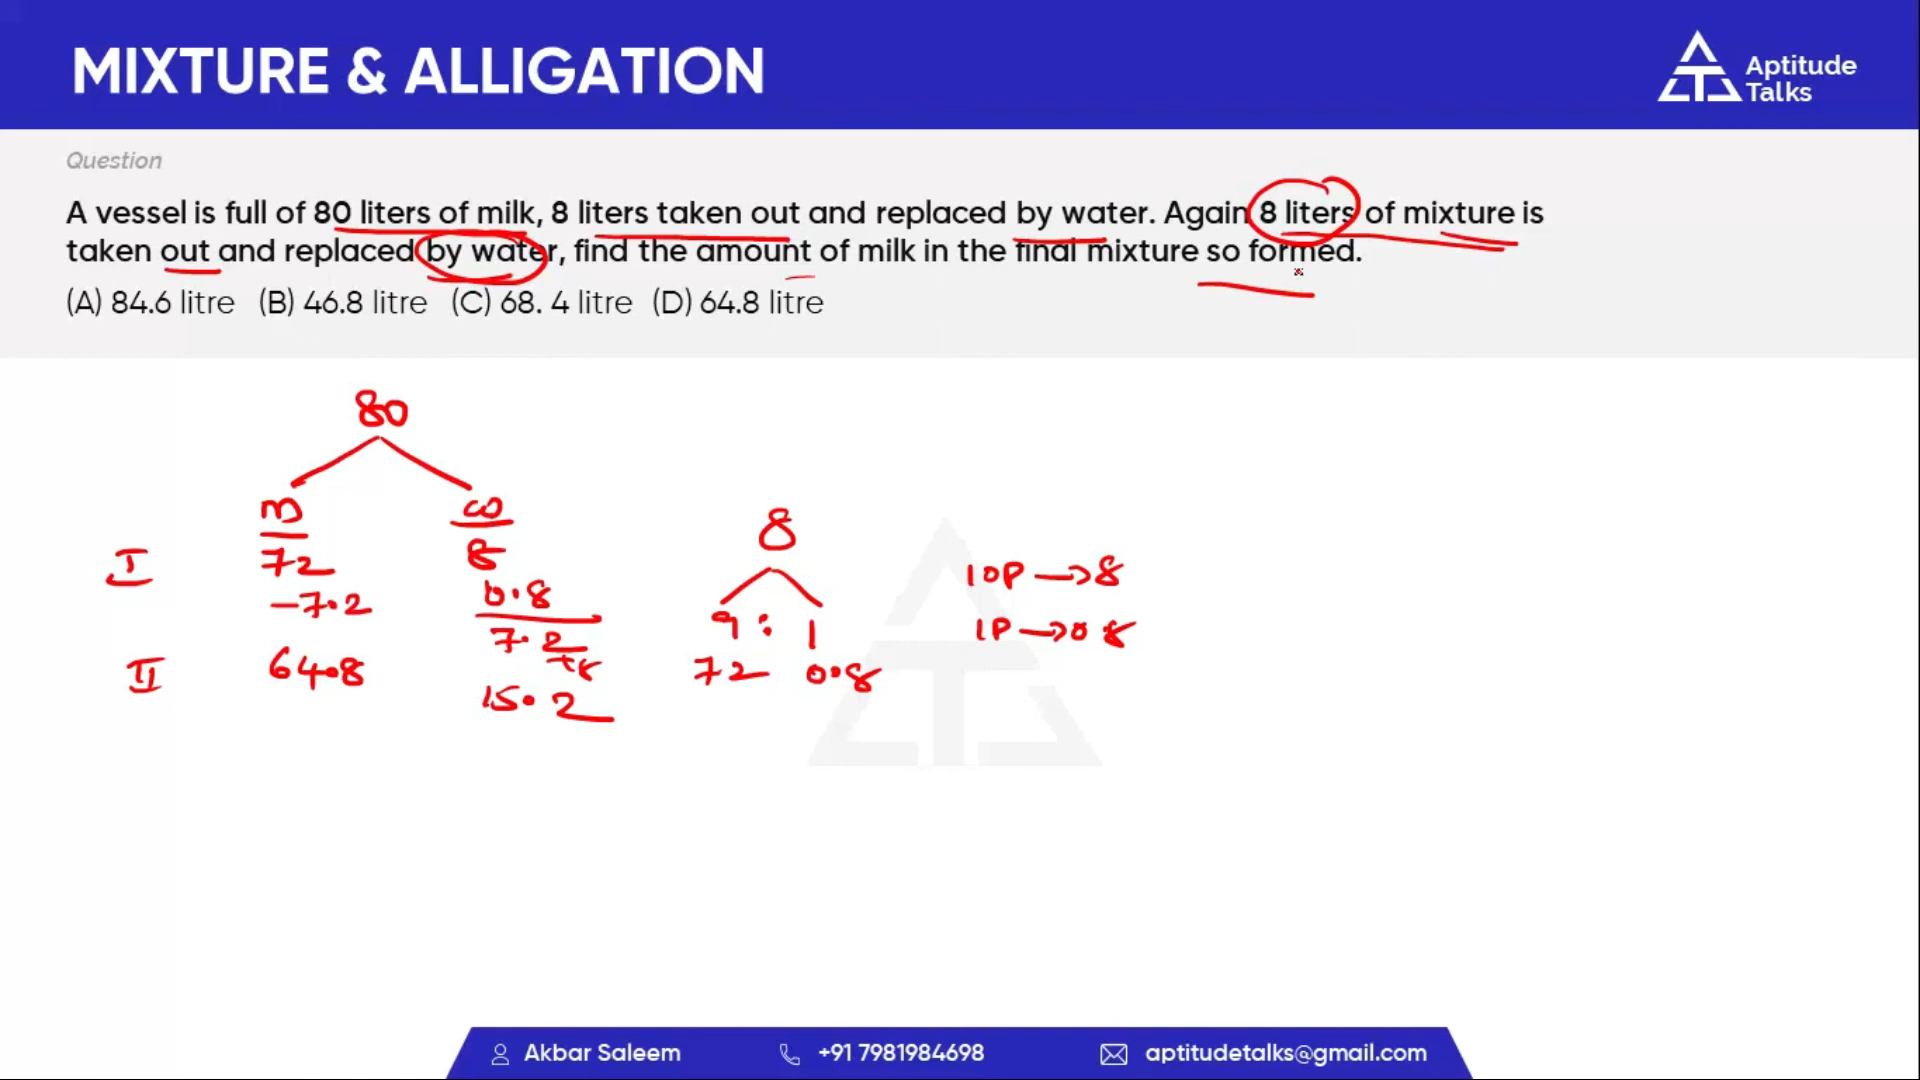 MIXTURE & ALLIGATION
Aptitude
Talks
Question
A vessel is full of 80 liters of milk, 8 liters taken out and replaced by water. Again 8 liters of mixture is
taken out and replaced by water, find the amount of milk in the final mixture so formed.
(A) 84.6 litre (B) 46.8 litre (C) 68. 4 litre (D) 64.8 litre
80
m w
I 72 8
-7.2 0.8
7.2
+8
II 64.8 15.2
8
9 : 1
72 0.8
10P → 8
1P → 0 8
Akbar Saleem +91 7981984698 aptitudetalks@gmail.com